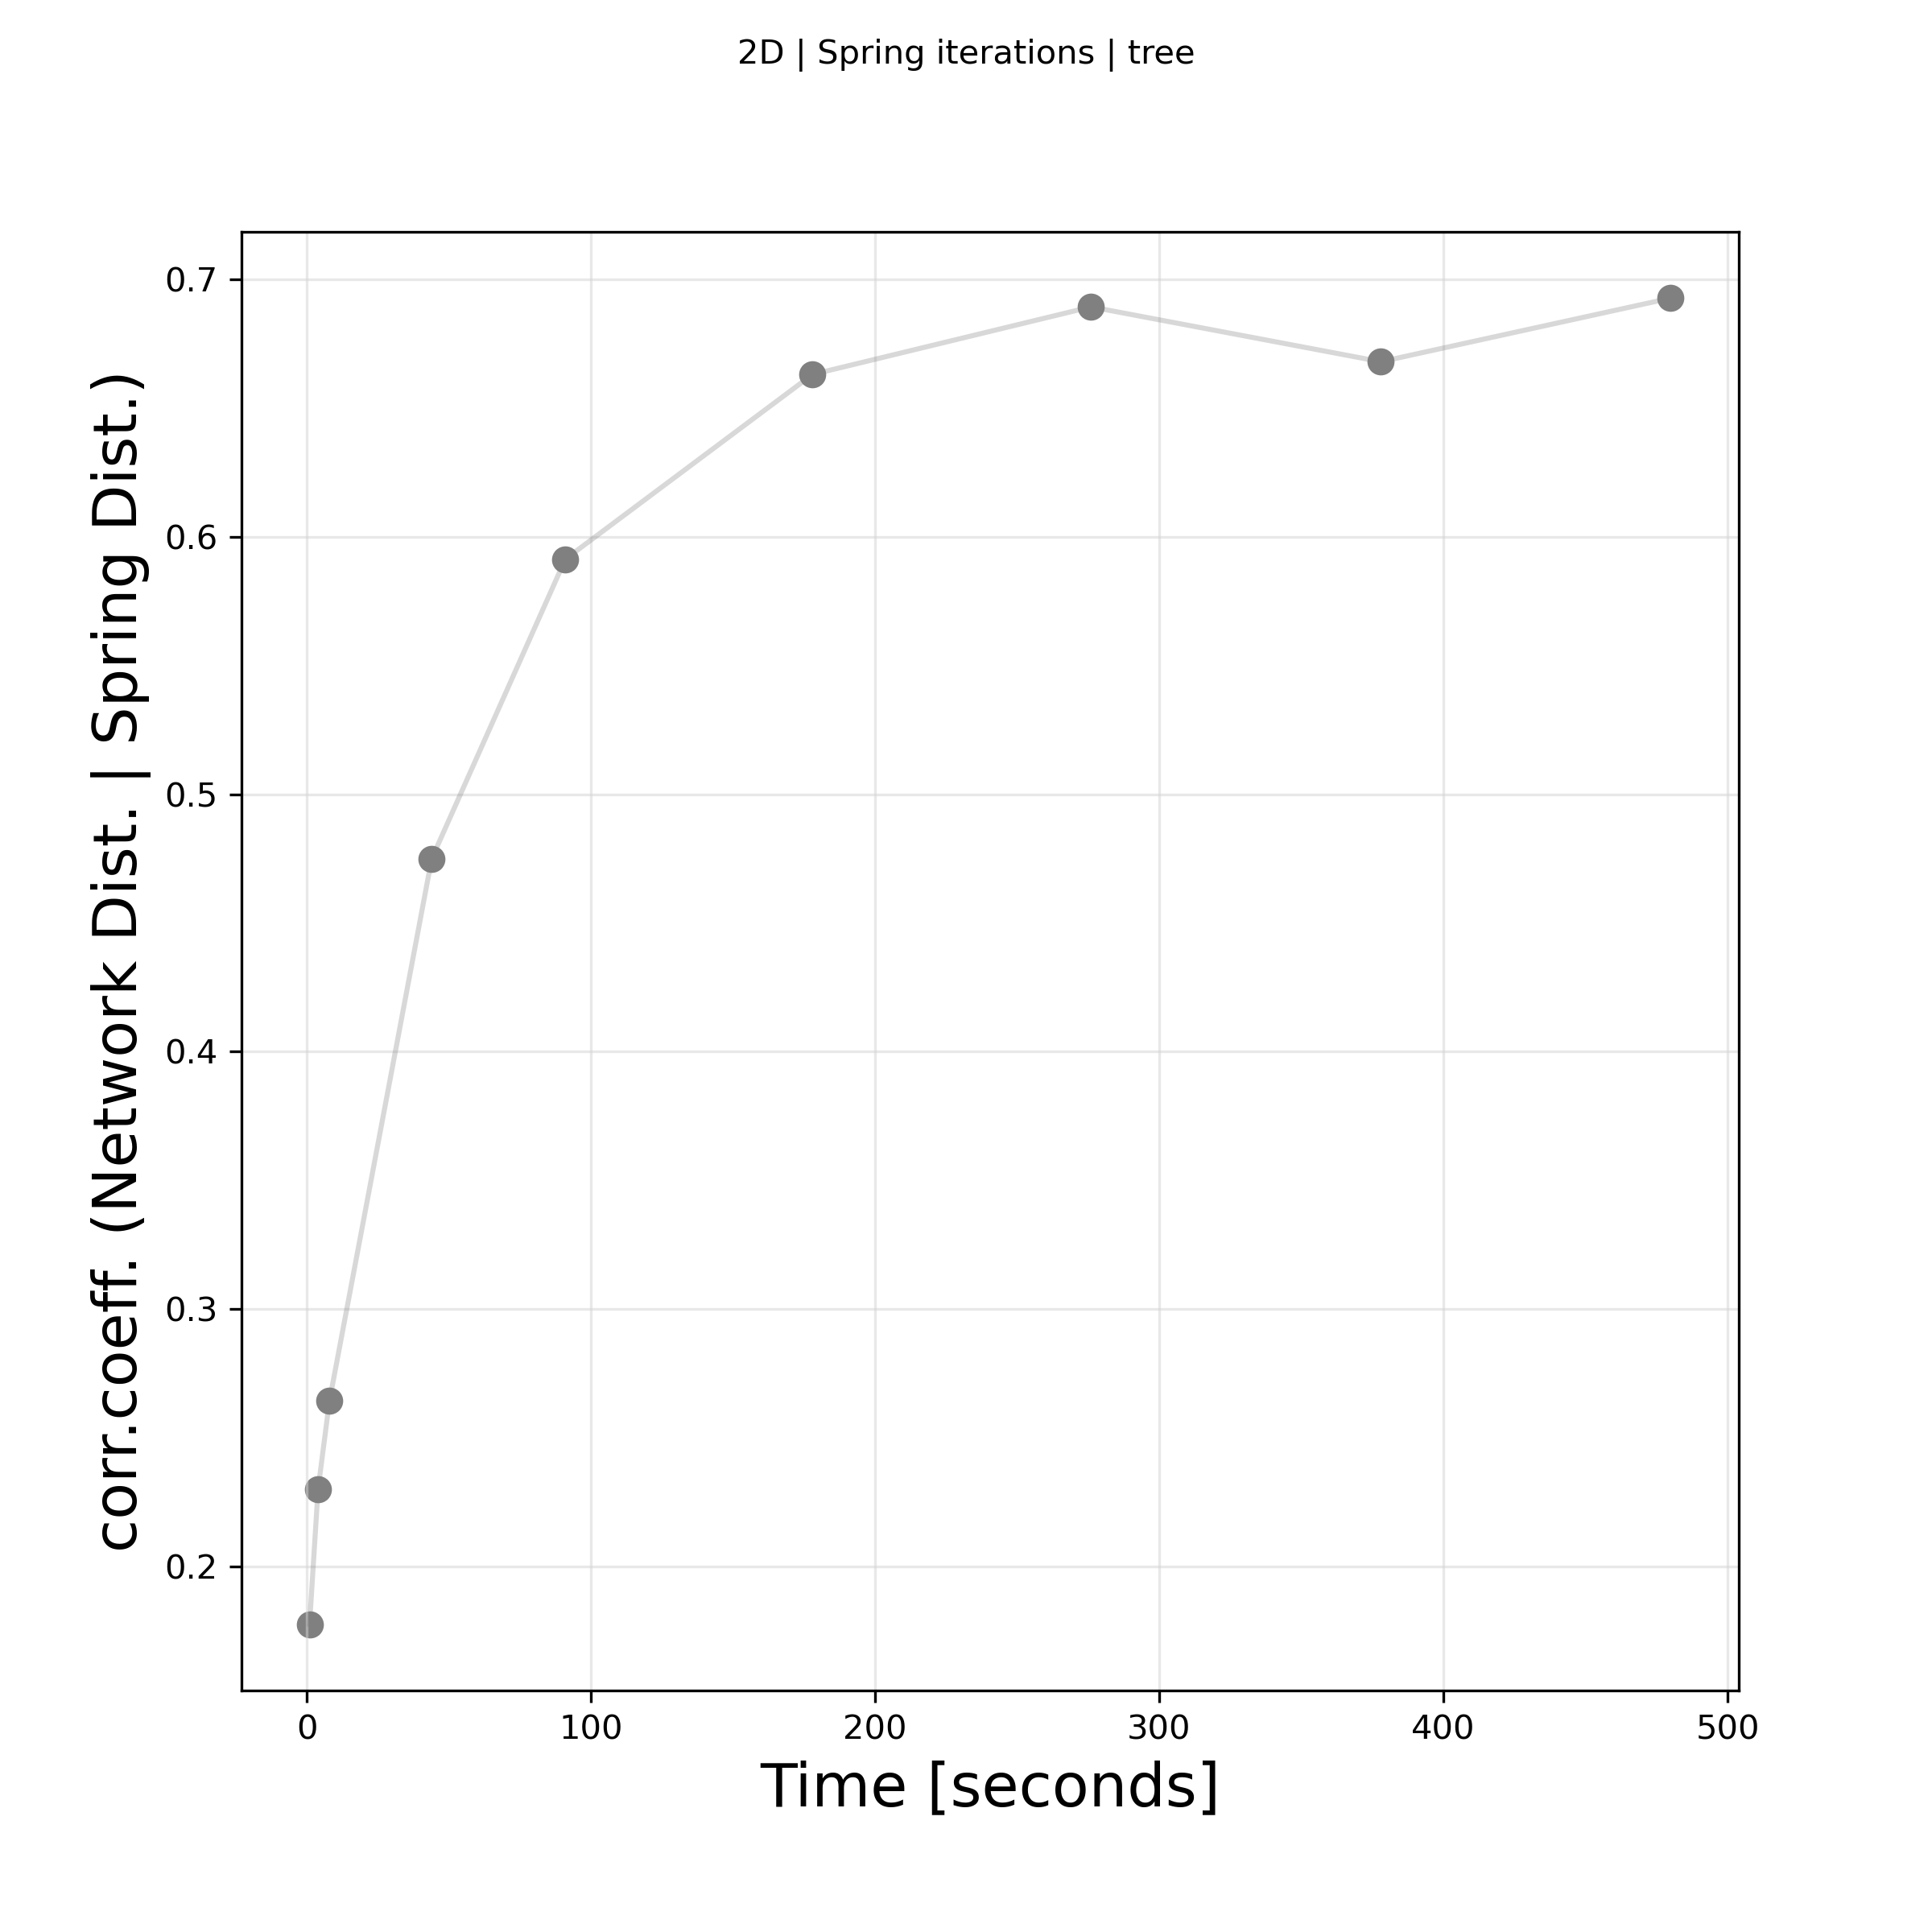 2D | Spring iterations | tree
corr.coeff. (Network Dist. | Spring Dist.)
0.7
0.6
0.5
0.4
0.3
0.2
0 100 200 300 400 500
Time [seconds]